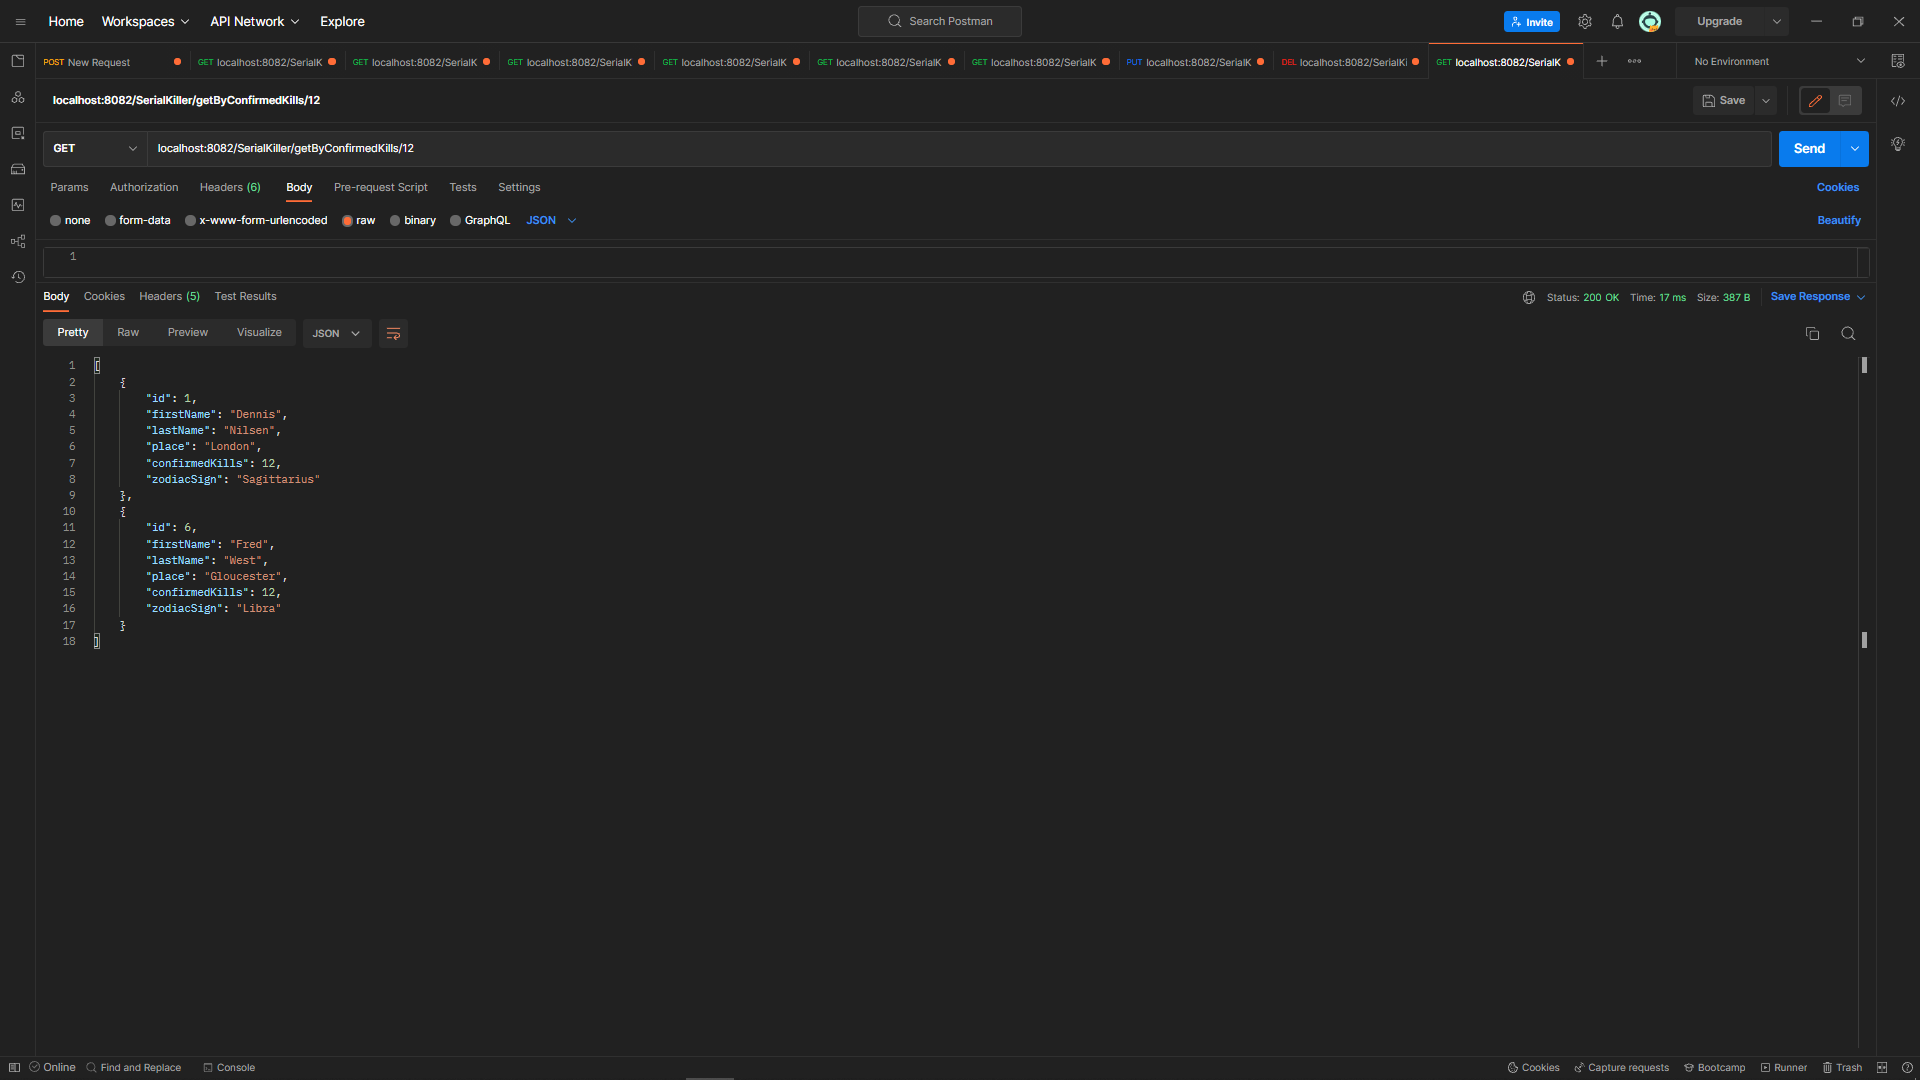 Home Workspaces API Network Explore Search Postman Invite Upgrade
POST New Request GET localhost:8082/SerialK GET localhost:8082/SerialK GET localhost:8082/SerialK GET localhost:8082/SerialK GET localhost:8082/SerialK GET localhost:8082/SerialK PUT localhost:8082/SerialK DEL localhost:8082/SerialKi GET localhost:8082/SerialK No Environment
localhost:8082/SerialKiller/getByConfirmedKills/12 Save
GET localhost:8082/SerialKiller/getByConfirmedKills/12 Send
Params Authorization Headers (6) Body Pre-request Script Tests Settings Cookies
none form-data x-www-form-urlencoded raw binary GraphQL JSON Beautify
1
Body Cookies Headers (5) Test Results Status: 200 OK Time: 17 ms Size: 387 B Save Response
Pretty Raw Preview Visualize JSON
1 [
2 {
3 "id": 1,
4 "firstName": "Dennis",
5 "lastName": "Nilsen",
6 "place": "London",
7 "confirmedKills": 12,
8 "zodiacSign": "Sagittarius"
9 },
10 {
11 "id": 6,
12 "firstName": "Fred",
13 "lastName": "West",
14 "place": "Gloucester",
15 "confirmedKills": 12,
16 "zodiacSign": "Libra"
17 }
18 ]
Online Find and Replace Console Cookies Capture requests Bootcamp Runner Trash